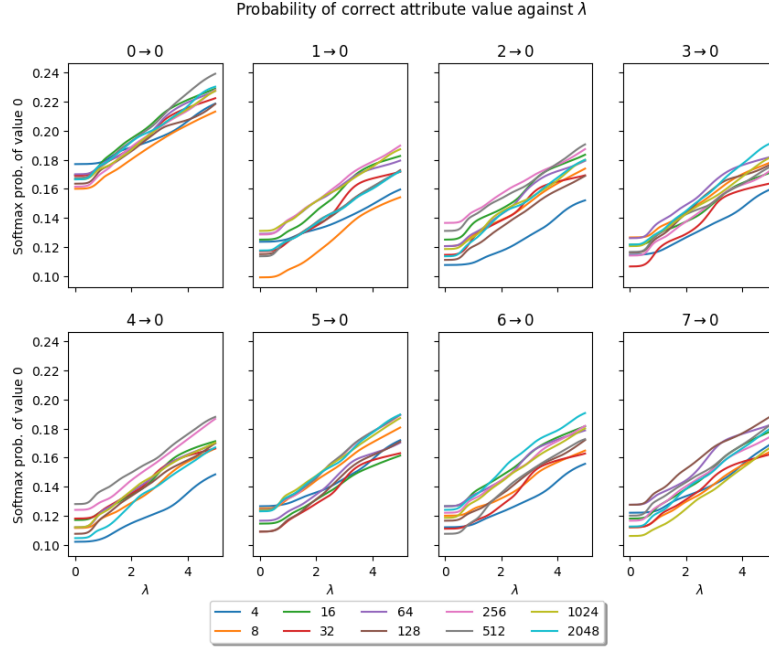 Probability of correct attribute value against λ
0→0 1→0 2→0 3→0
Softmax prob. of value 0
0.24
0.22
0.20
0.18
0.16
0.14
0.12
0.10
4→0 5→0 6→0 7→0
Softmax prob. of value 0
0.24
0.22
0.20
0.18
0.16
0.14
0.12
0.10
0 2 4 0 2 4 0 2 4 0 2 4
λ λ λ λ
4 16 64 256 1024
8 32 128 512 2048